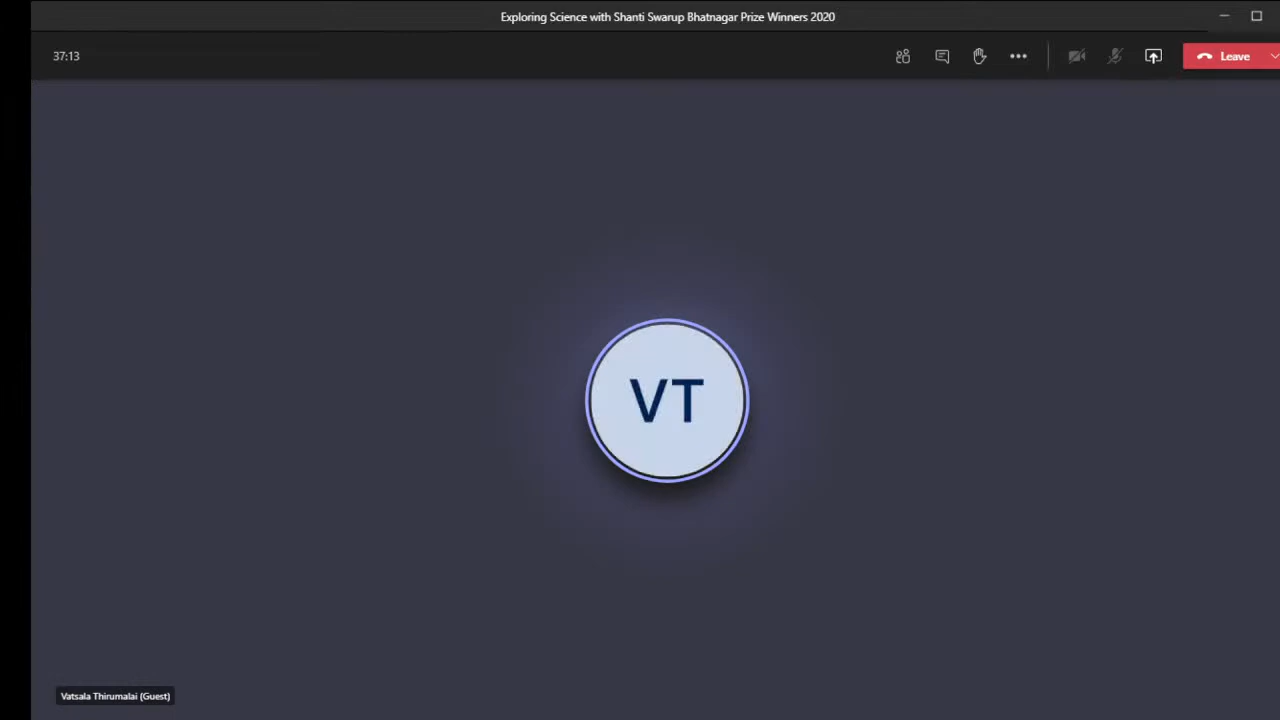 Exploring Science with Shanti Swarup Bhatnagar Prize Winners 2020
37:13
Leave
VT
Vatsala Thirumalai (Guest)